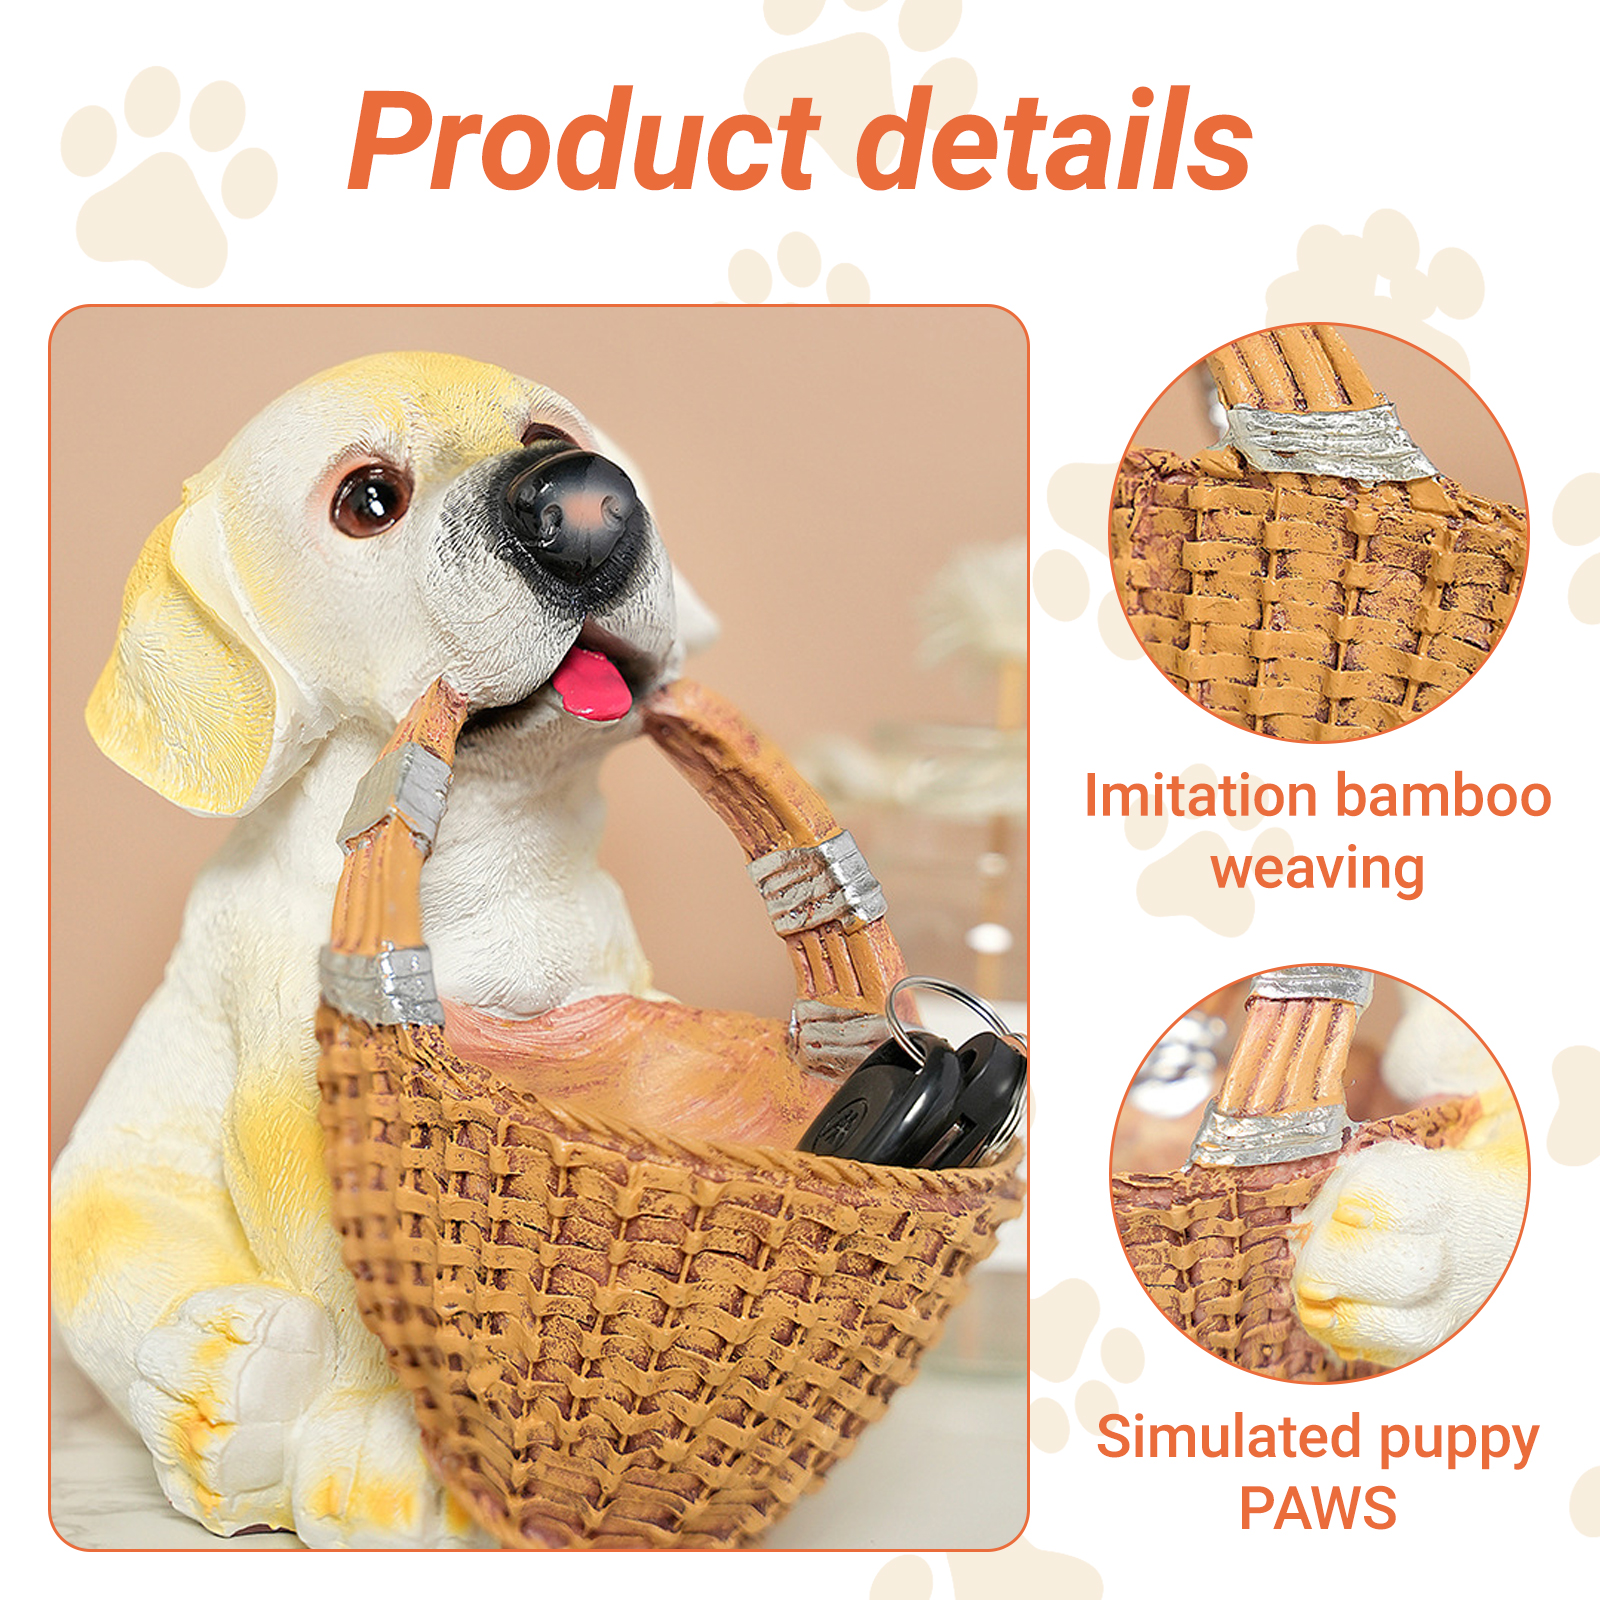 Product details
Imitation bamboo
weaving
Simulated puppy
PAWS